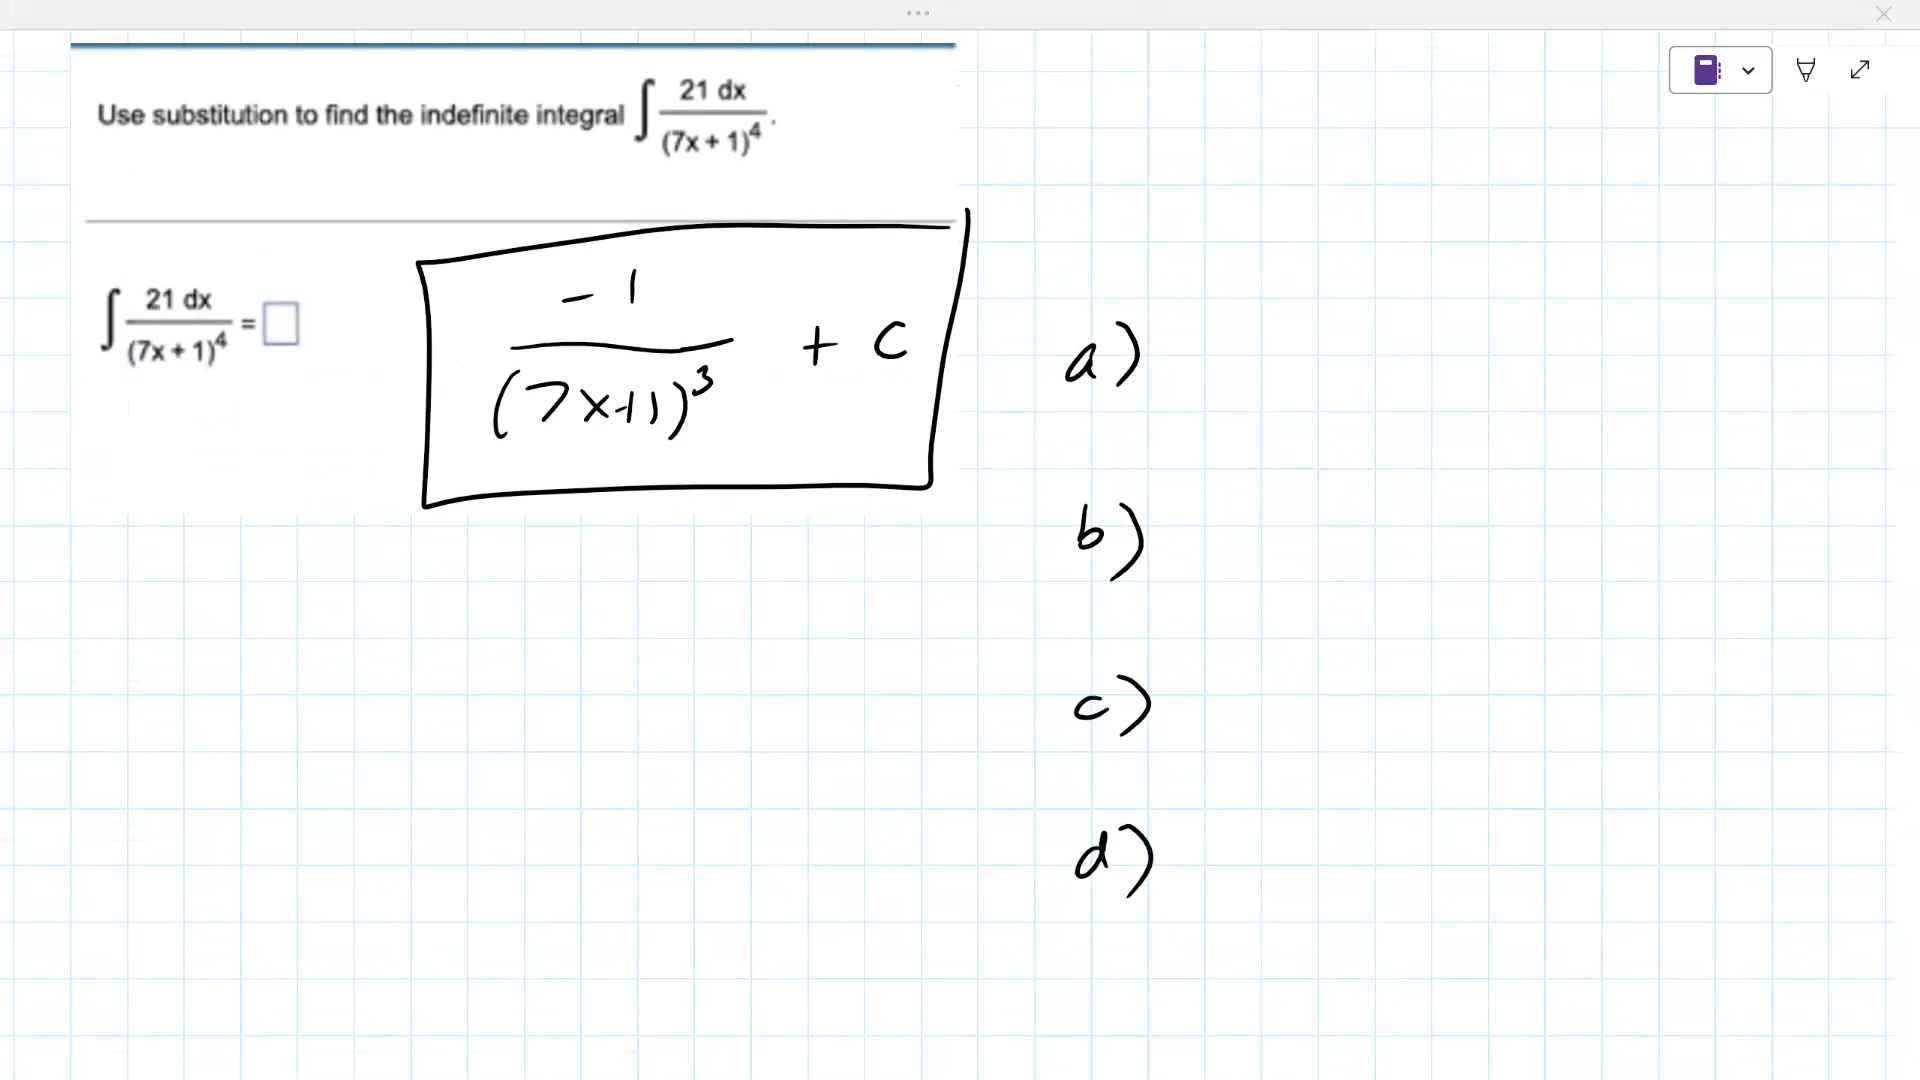 Use substitution to find the indefinite integral ∫ 21 dx / (7x + 1)⁴ .
∫ 21 dx / (7x + 1)⁴ =
-1 / (7x+1)³ + C
a)
b)
c)
d)